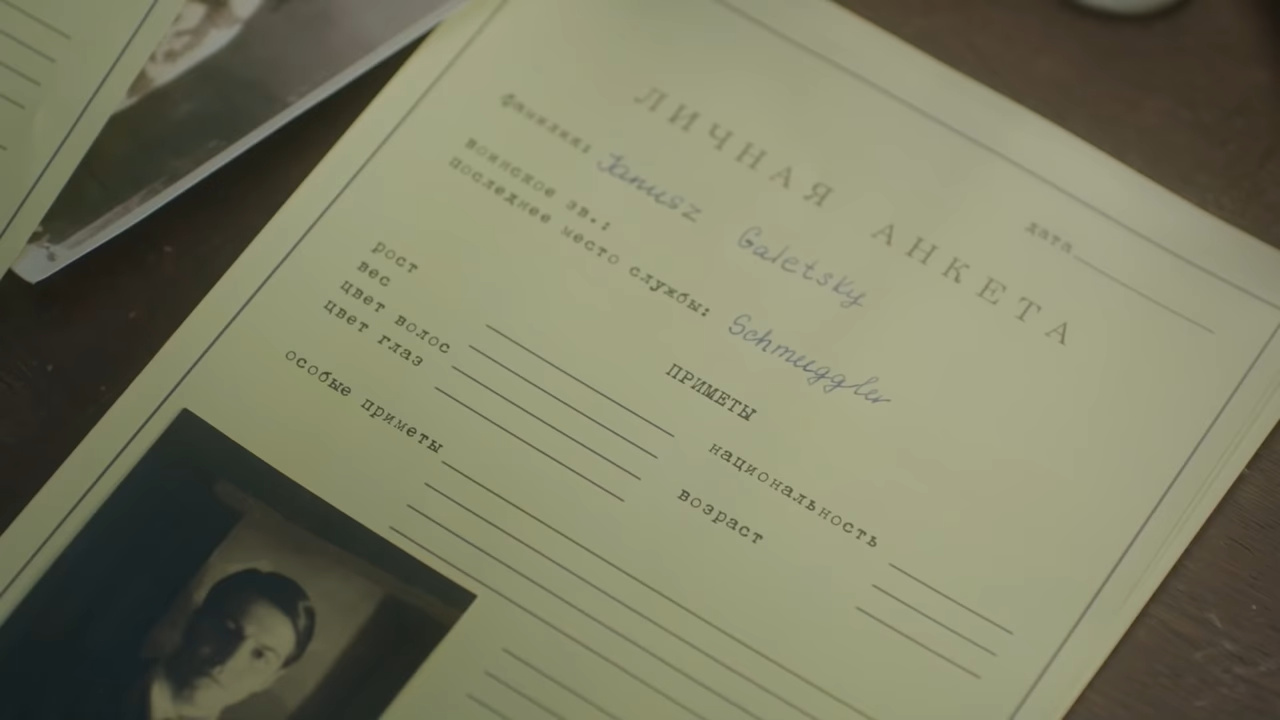 ЛИЧНАЯ АНКЕТА
дата
фамилия: Janusz Galetsky
воинское зв.:
последнее место службы: Schmuggler
ПРИМЕТЫ
рост
вес
цвет волос
цвет глаз
национальность
возраст
особые приметы